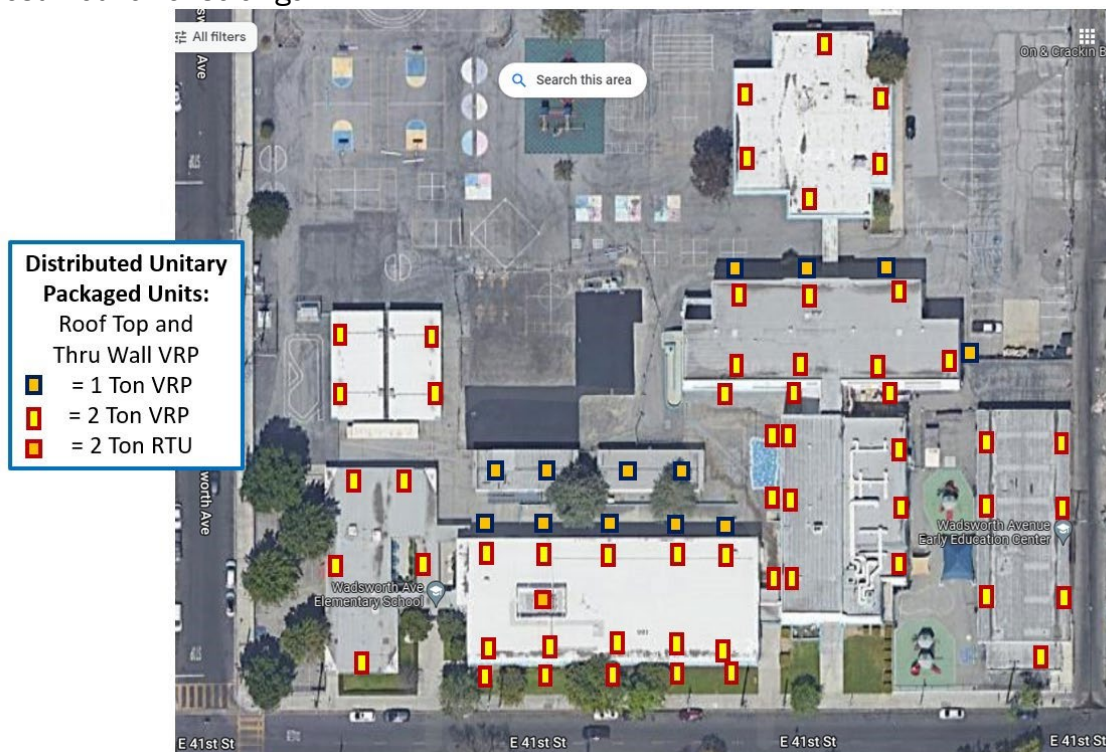 All filters
Search this area
On & Crackin B
Distributed Unitary
Packaged Units:
Roof Top and
Thru Wall VRP
= 1 Ton VRP
= 2 Ton VRP
= 2 Ton RTU
Ave
sworth Ave
Wadsworth Ave
Elementary School
Wadsworth Avenue
Early Education Center
E 41st St
E 41st St
E 41st St
E 41st St